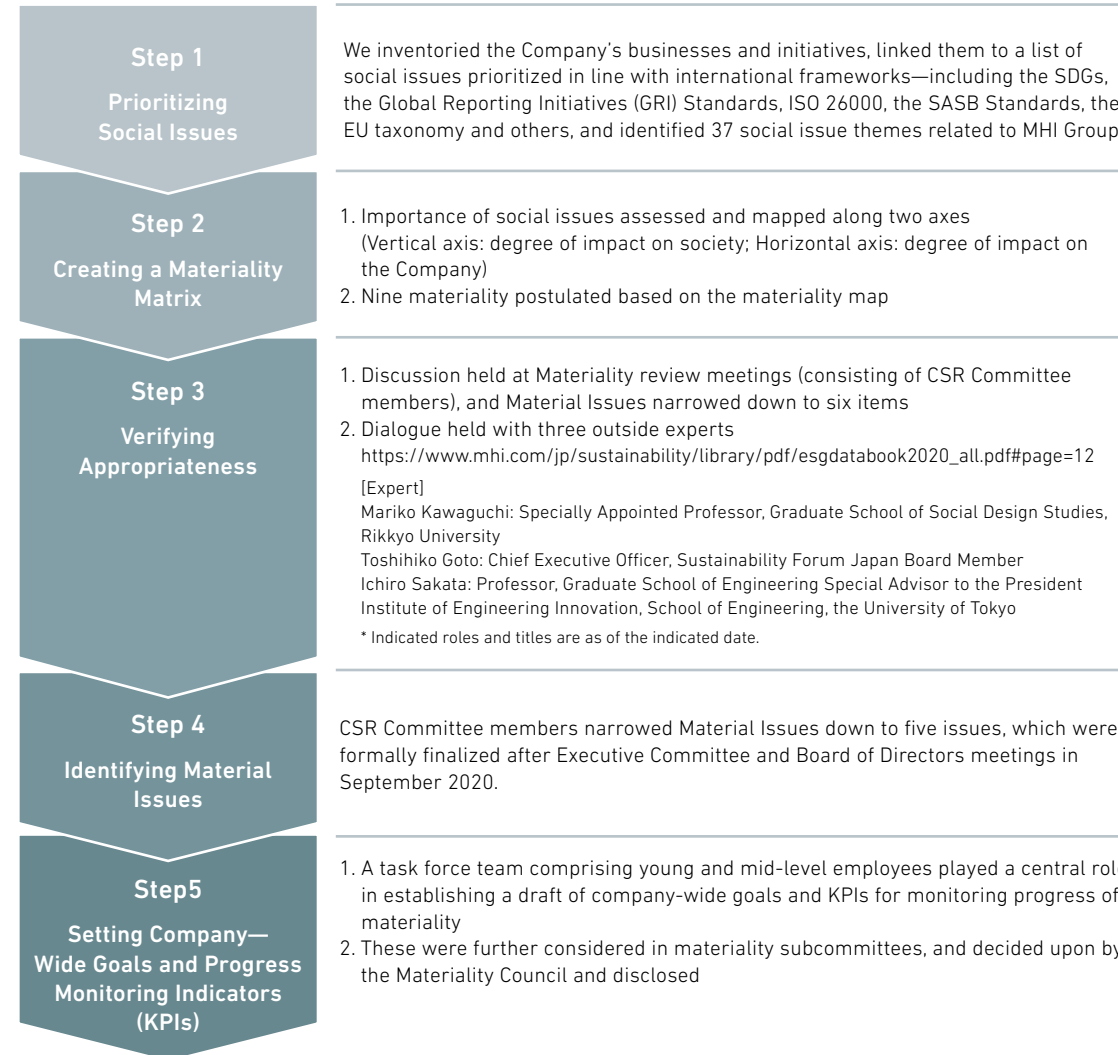 Step 1
Prioritizing
Social Issues
We inventoried the Company's businesses and initiatives, linked them to a list of
social issues prioritized in line with international frameworks—including the SDGs,
the Global Reporting Initiatives (GRI) Standards, ISO 26000, the SASB Standards, the
EU taxonomy and others, and identified 37 social issue themes related to MHI Group
Step 2
Creating a Materiality
Matrix
1. Importance of social issues assessed and mapped along two axes
(Vertical axis: degree of impact on society; Horizontal axis: degree of impact on
the Company)
2. Nine materiality postulated based on the materiality map
Step 3
Verifying
Appropriateness
1. Discussion held at Materiality review meetings (consisting of CSR Committee
members), and Material Issues narrowed down to six items
2. Dialogue held with three outside experts
https://www.mhi.com/jp/sustainability/library/pdf/esgdatabook2020_all.pdf#page=12
[Expert]
Mariko Kawaguchi: Specially Appointed Professor, Graduate School of Social Design Studies,
Rikkyo University
Toshihiko Goto: Chief Executive Officer, Sustainability Forum Japan Board Member
Ichiro Sakata: Professor, Graduate School of Engineering Special Advisor to the President
Institute of Engineering Innovation, School of Engineering, the University of Tokyo
* Indicated roles and titles are as of the indicated date.
Step 4
Identifying Material
Issues
CSR Committee members narrowed Material Issues down to five issues, which were
formally finalized after Executive Committee and Board of Directors meetings in
September 2020.
Step5
Setting Company—
Wide Goals and Progress
Monitoring Indicators
(KPIs)
1. A task force team comprising young and mid-level employees played a central role
in establishing a draft of company-wide goals and KPIs for monitoring progress of
materiality
2. These were further considered in materiality subcommittees, and decided upon by
the Materiality Council and disclosed